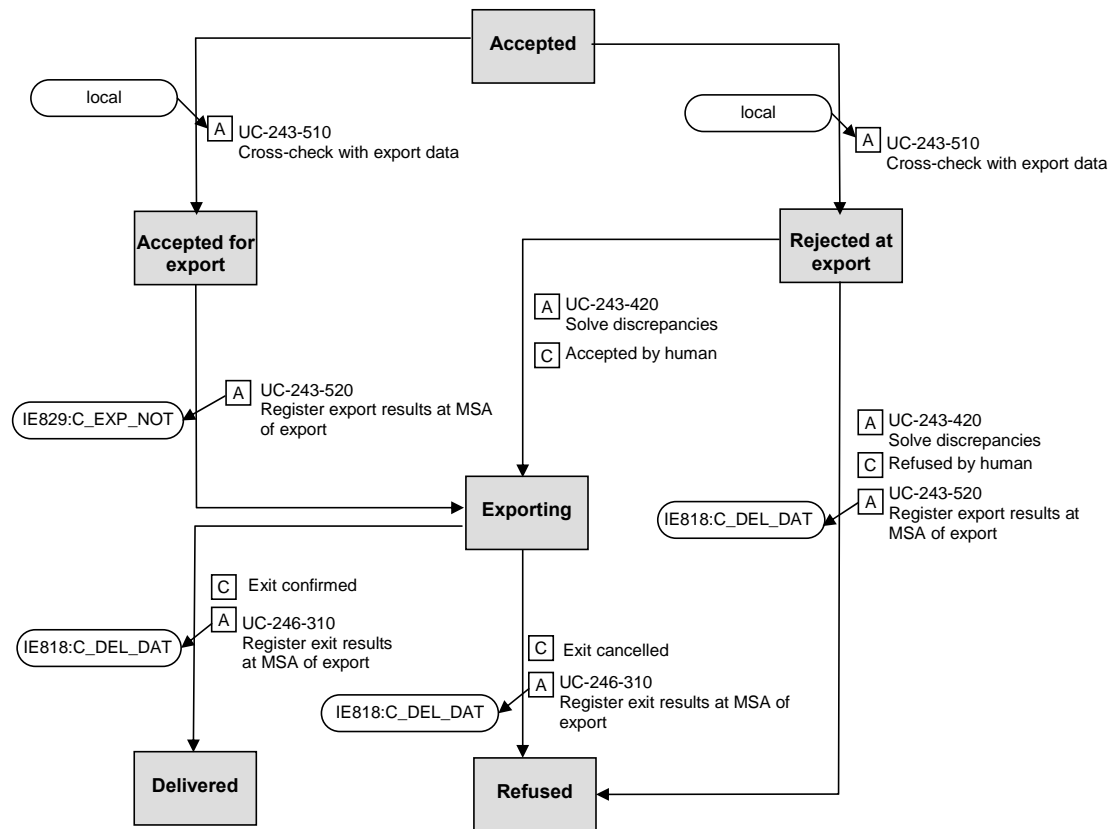 Accepted
local
A
UC-243-510
Cross-check with export data
local
A
UC-243-510
Cross-check with export data
Accepted for
export
Rejected at
export
A
UC-243-420
Solve discrepancies
C
Accepted by human
A
UC-243-520
Register export results at MSA
of export
IE829:C_EXP_NOT
A
UC-243-420
Solve discrepancies
C
Refused by human
A
UC-243-520
Register export results at
MSA of export
IE818:C_DEL_DAT
Exporting
C
Exit confirmed
A
UC-246-310
Register exit results
at MSA of export
IE818:C_DEL_DAT
C
Exit cancelled
A
UC-246-310
Register exit results at MSA of
export
IE818:C_DEL_DAT
Delivered
Refused